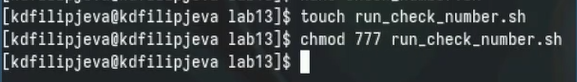 [kdfilipjeva@kdfilipjeva lab13]$ touch run_check_number.sh
[kdfilipjeva@kdfilipjeva lab13]$ chmod 777 run_check_number.sh
[kdfilipjeva@kdfilipjeva lab13]$